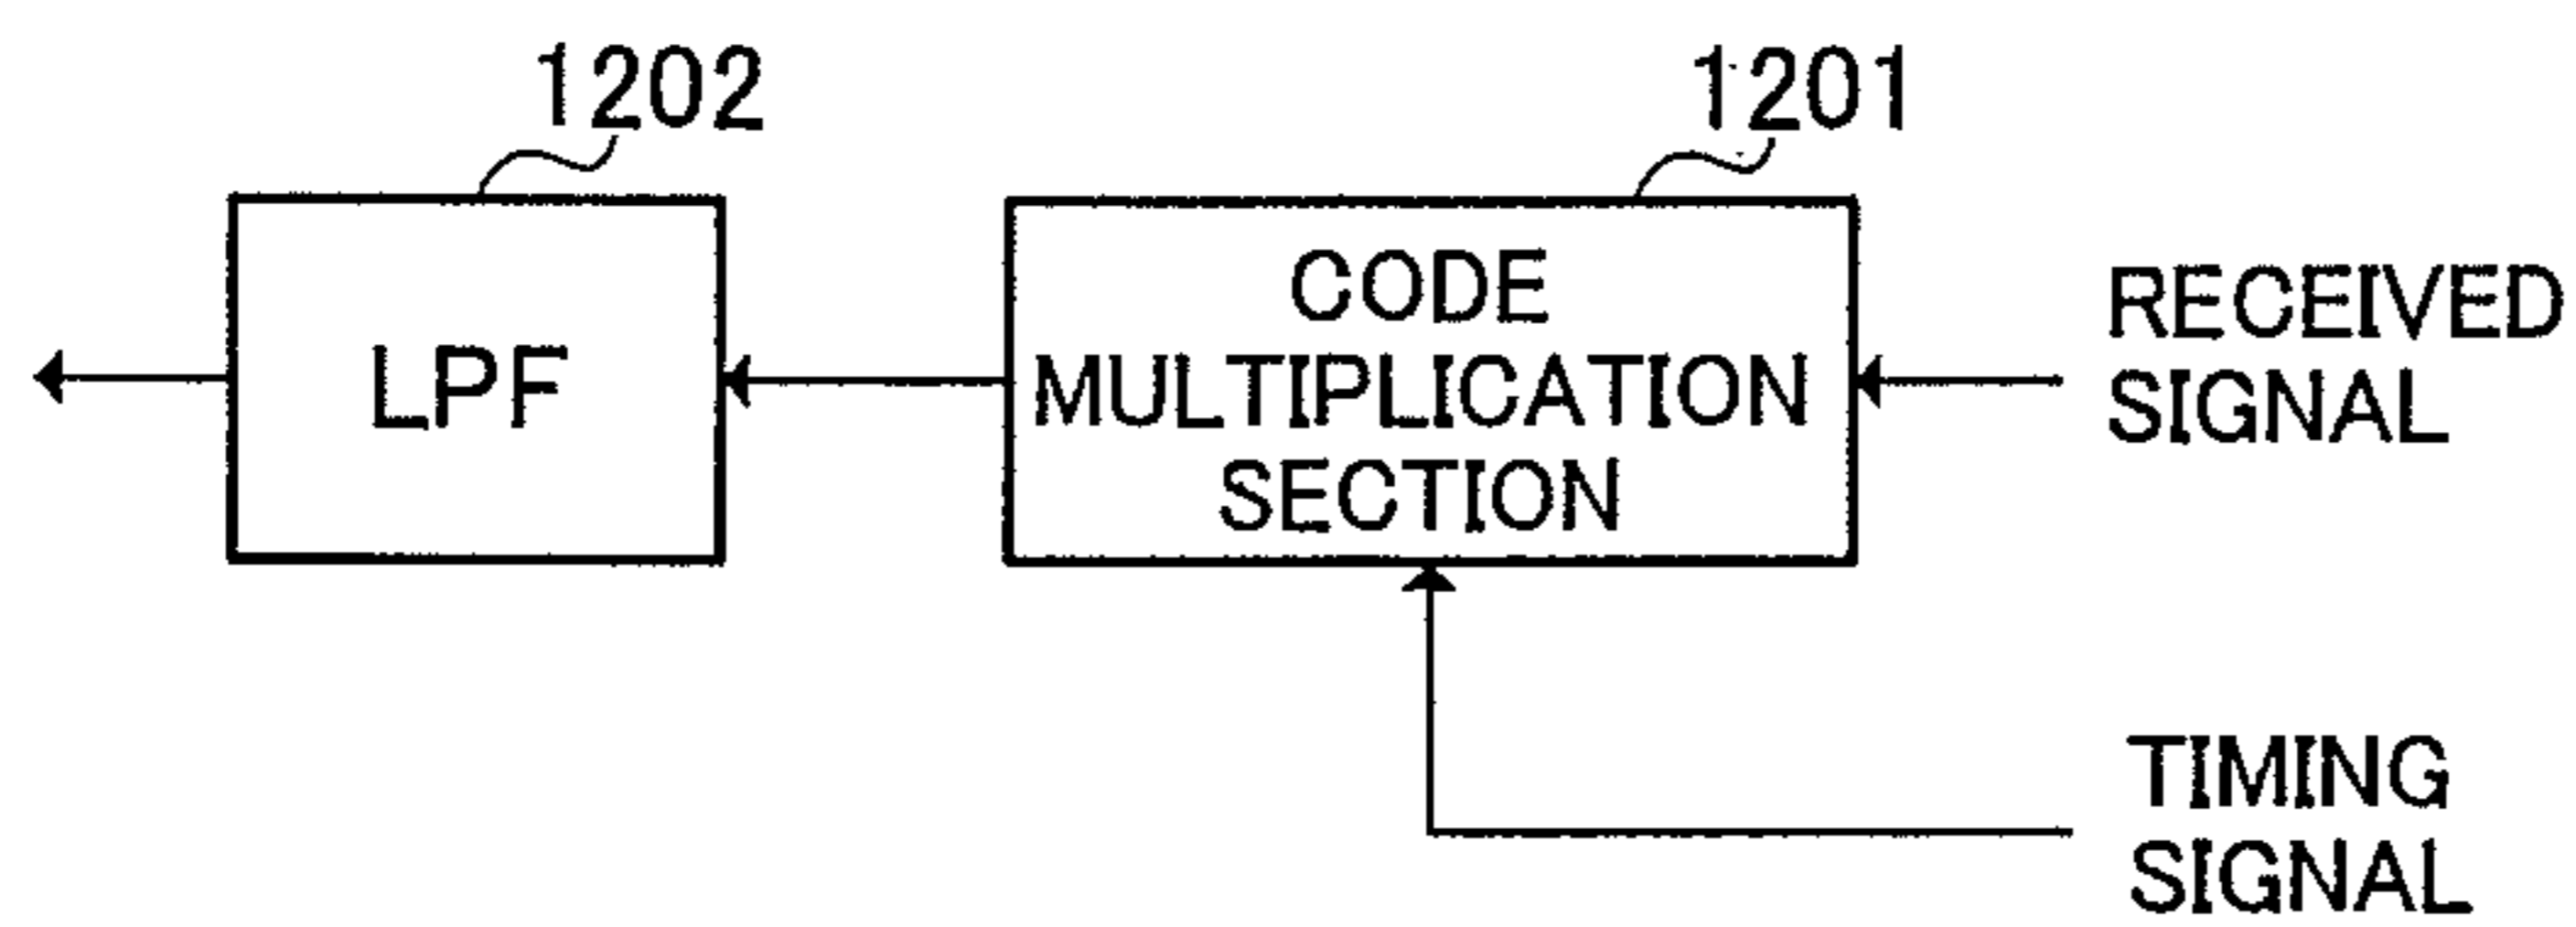 1202
1201
LPF
CODE
MULTIPLICATION
SECTION
RECEIVED
SIGNAL
TIMING
SIGNAL